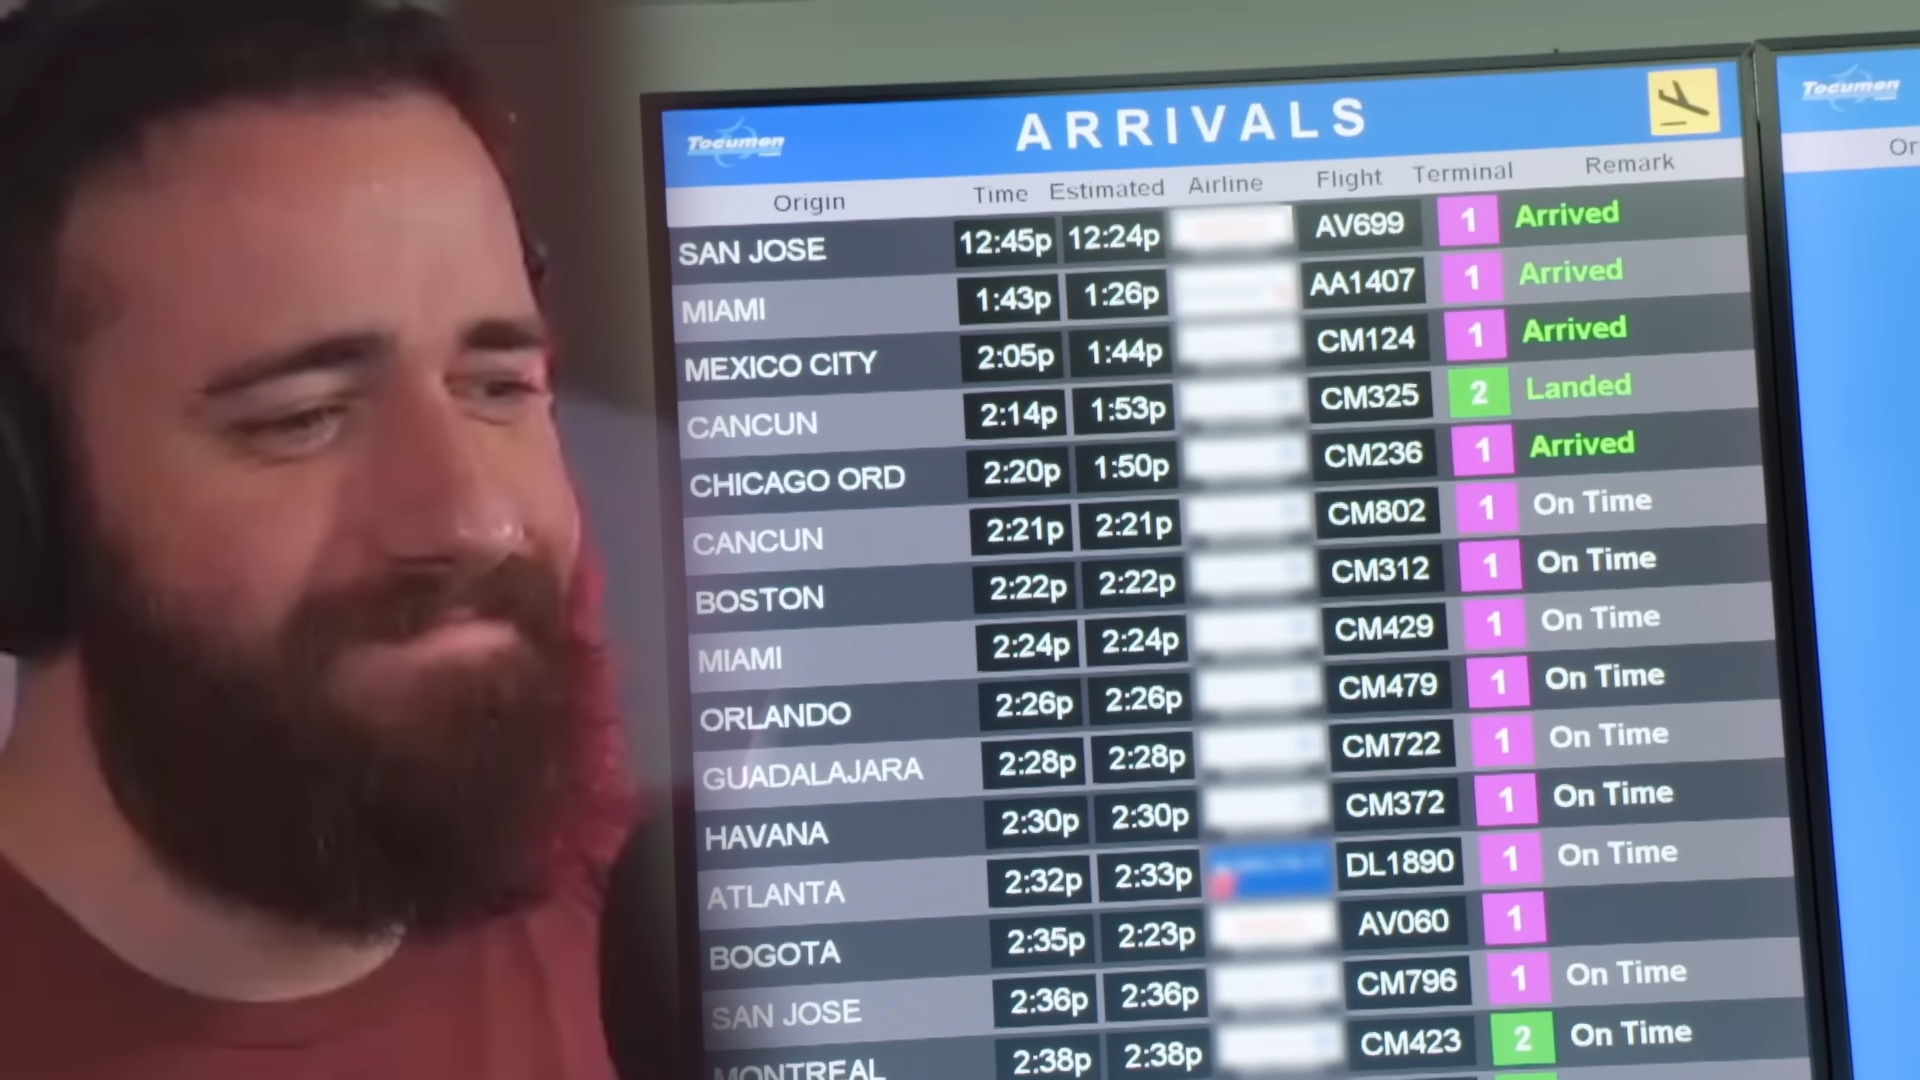 Tocumen
ARRIVALS
Tocumen
Origin Time Estimated Airline Flight Terminal Remark
SAN JOSE 12:45p 12:24p AV699 1 Arrived
MIAMI 1:43p 1:26p AA1407 1 Arrived
MEXICO CITY 2:05p 1:44p CM124 1 Arrived
CANCUN 2:14p 1:53p CM325 2 Landed
CHICAGO ORD 2:20p 1:50p CM236 1 Arrived
CANCUN 2:21p 2:21p CM802 1 On Time
BOSTON 2:22p 2:22p CM312 1 On Time
MIAMI 2:24p 2:24p CM429 1 On Time
ORLANDO 2:26p 2:26p CM479 1 On Time
GUADALAJARA 2:28p 2:28p CM722 1 On Time
HAVANA 2:30p 2:30p CM372 1 On Time
ATLANTA 2:32p 2:33p DL1890 1 On Time
BOGOTA 2:35p 2:23p AV060 1
SAN JOSE 2:36p 2:36p CM796 1 On Time
MONTREAL 2:38p 2:38p CM423 2 On Time